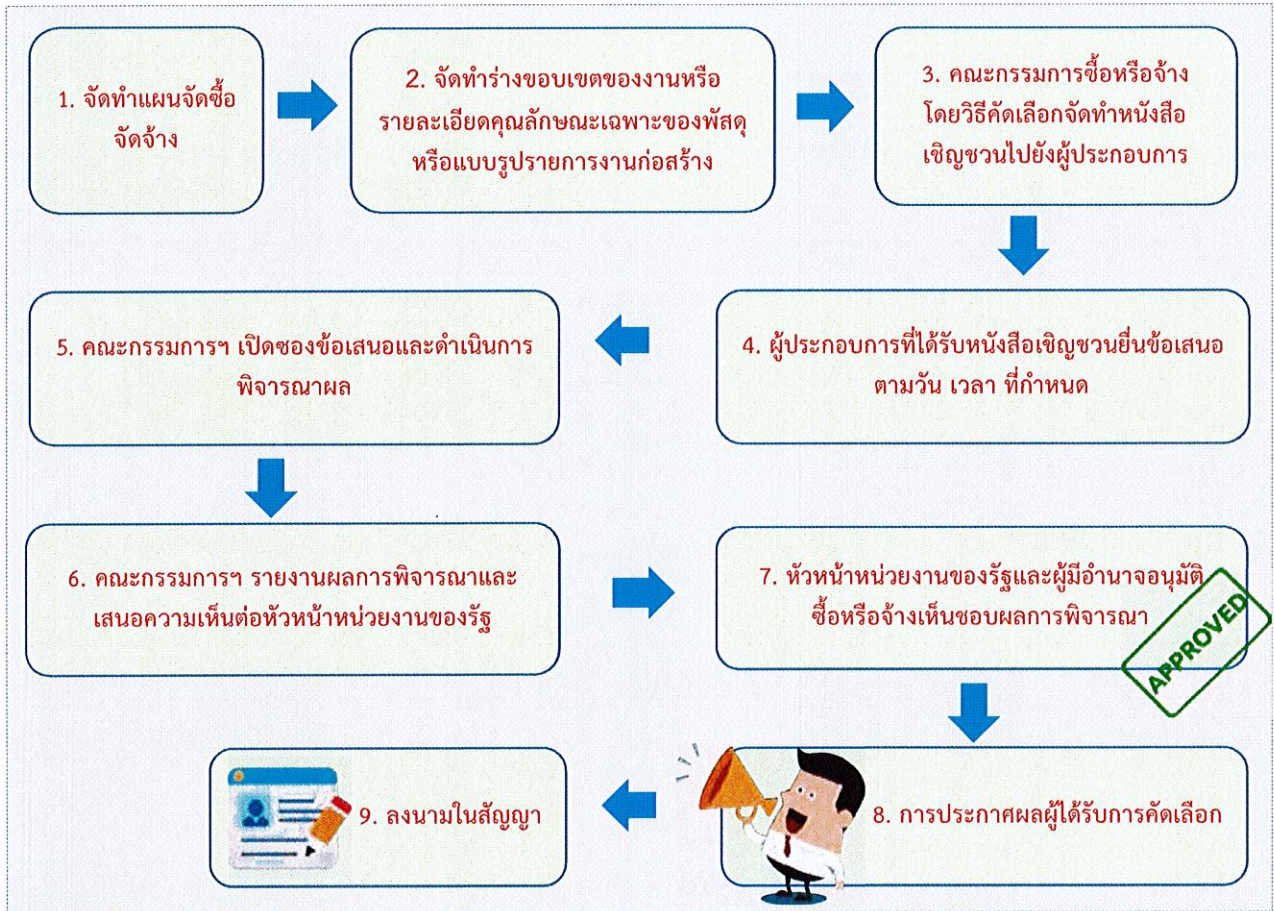 1. จัดทำแผนจัดซื้อ
จัดจ้าง
2. จัดทำร่างขอบเขตของงานหรือ
รายละเอียดคุณลักษณะเฉพาะของพัสดุ
หรือแบบรูปรายการงานก่อสร้าง
3. คณะกรรมการซื้อหรือจ้าง
โดยวิธีคัดเลือกจัดทำหนังสือ
เชิญชวนไปยังผู้ประกอบการ
4. ผู้ประกอบการที่ได้รับหนังสือเชิญชวนยื่นข้อเสนอ
ตามวัน เวลา ที่กำหนด
5. คณะกรรมการฯ เปิดซองข้อเสนอและดำเนินการ
พิจารณาผล
6. คณะกรรมการฯ รายงานผลการพิจารณาและ
เสนอความเห็นต่อหัวหน้าหน่วยงานของรัฐ
7. หัวหน้าหน่วยงานของรัฐและผู้มีอำนาจอนุมัติ
ซื้อหรือจ้างเห็นชอบผลการพิจารณา
APPROVED
8. การประกาศผลผู้ได้รับการคัดเลือก
9. ลงนามในสัญญา